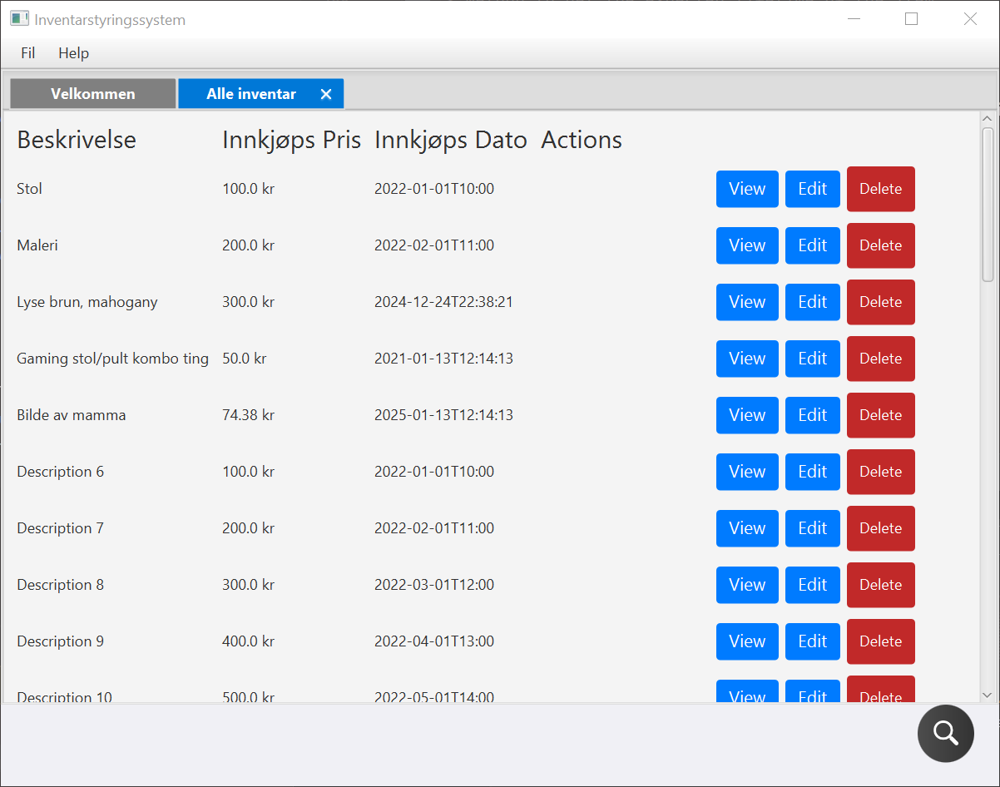 Inventarstyringssystem
Fil Help
Velkommen Alle inventar
Beskrivelse Innkjøps Pris Innkjøps Dato Actions
Stol 100.0 kr 2022-01-01T10:00 View Edit Delete
Maleri 200.0 kr 2022-02-01T11:00 View Edit Delete
Lyse brun, mahogany 300.0 kr 2024-12-24T22:38:21 View Edit Delete
Gaming stol/pult kombo ting 50.0 kr 2021-01-13T12:14:13 View Edit Delete
Bilde av mamma 74.38 kr 2025-01-13T12:14:13 View Edit Delete
Description 6 100.0 kr 2022-01-01T10:00 View Edit Delete
Description 7 200.0 kr 2022-02-01T11:00 View Edit Delete
Description 8 300.0 kr 2022-03-01T12:00 View Edit Delete
Description 9 400.0 kr 2022-04-01T13:00 View Edit Delete
Description 10 500.0 kr 2022-05-01T14:00 View Edit Delete